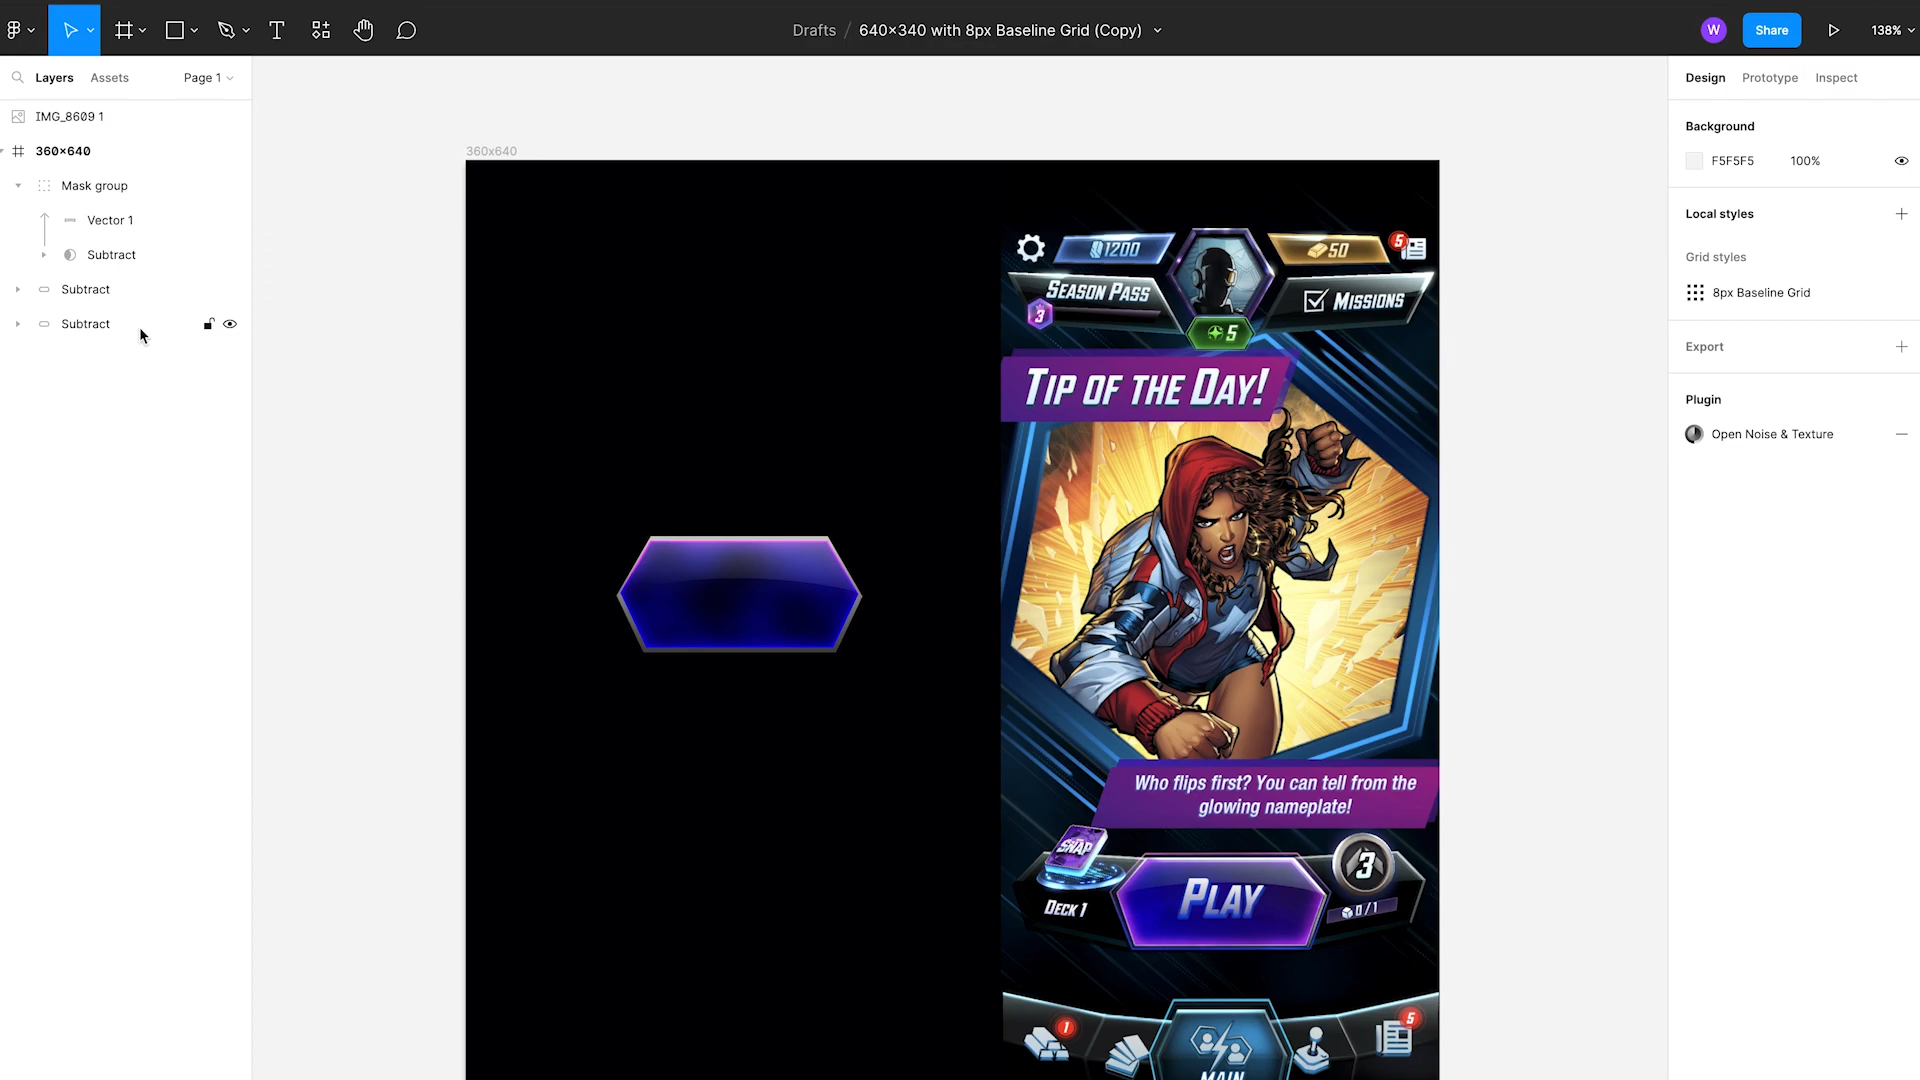 Drafts / 640×340 with 8px Baseline Grid (Copy)
W
Share
138%
Layers
Assets
Page 1
IMG_8609 1
360×640
Mask group
Vector 1
Subtract
Subtract
Subtract
360x640
1200
50
5
SEASON PASS
3
MISSIONS
5
TIP OF THE DAY!
Who flips first? You can tell from the
glowing nameplate!
SNAP
DECK 1
PLAY
3
0/1
1
5
MAIN
Design
Prototype
Inspect
Background
F5F5F5
100%
Local styles
Grid styles
8px Baseline Grid
Export
Plugin
Open Noise & Texture